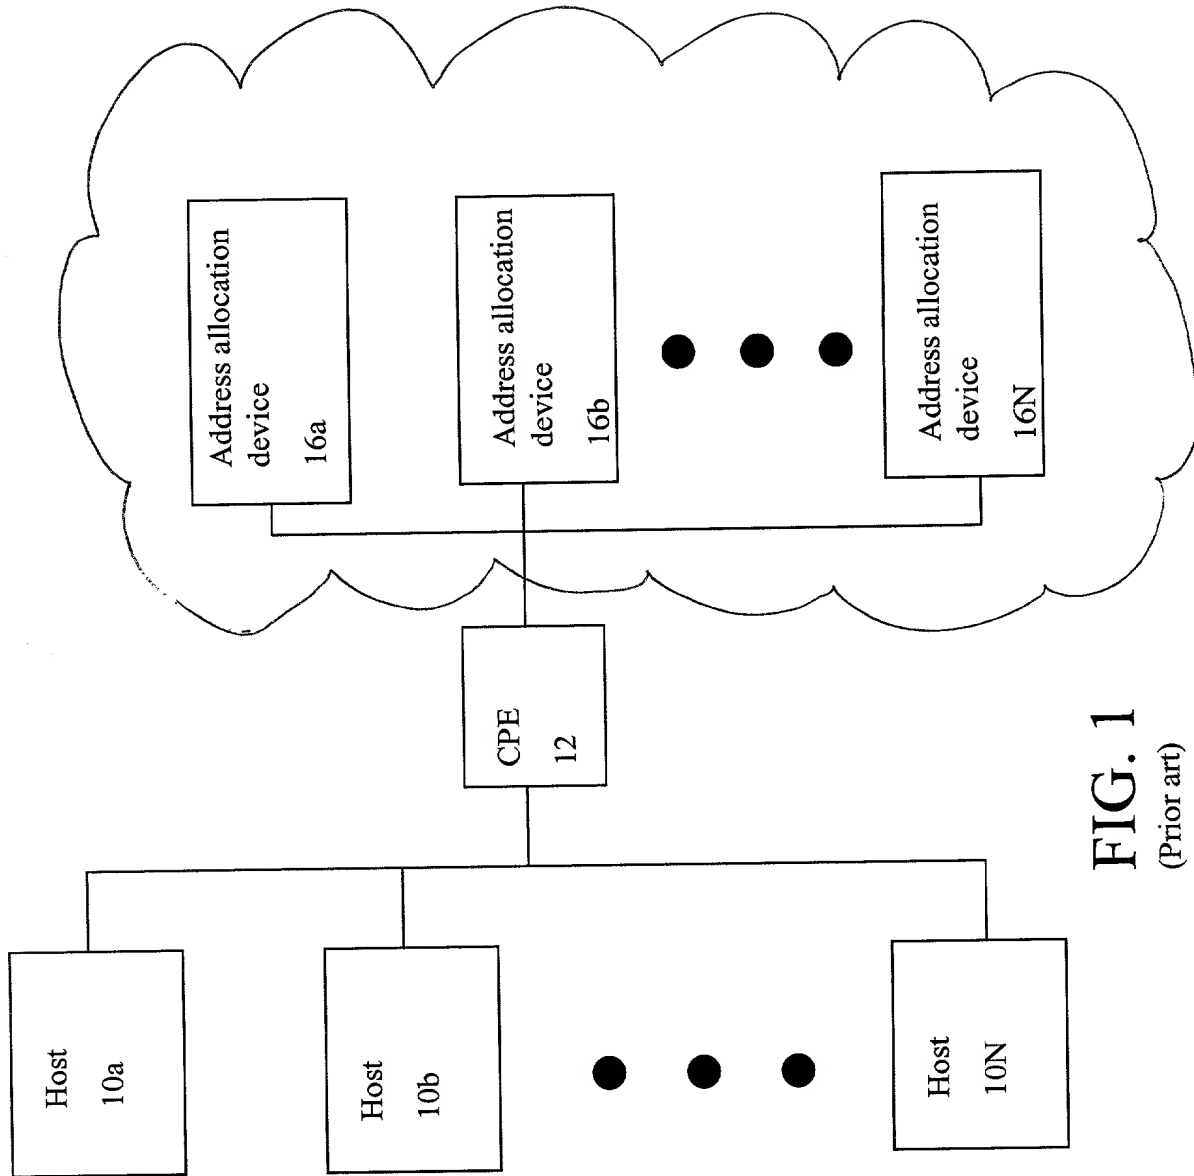 Host
10a
Host
10b
Host
10N
CPE
12
Address allocation
device
16a
Address allocation
device
16b
Address allocation
device
16N
FIG. 1
(Prior art)